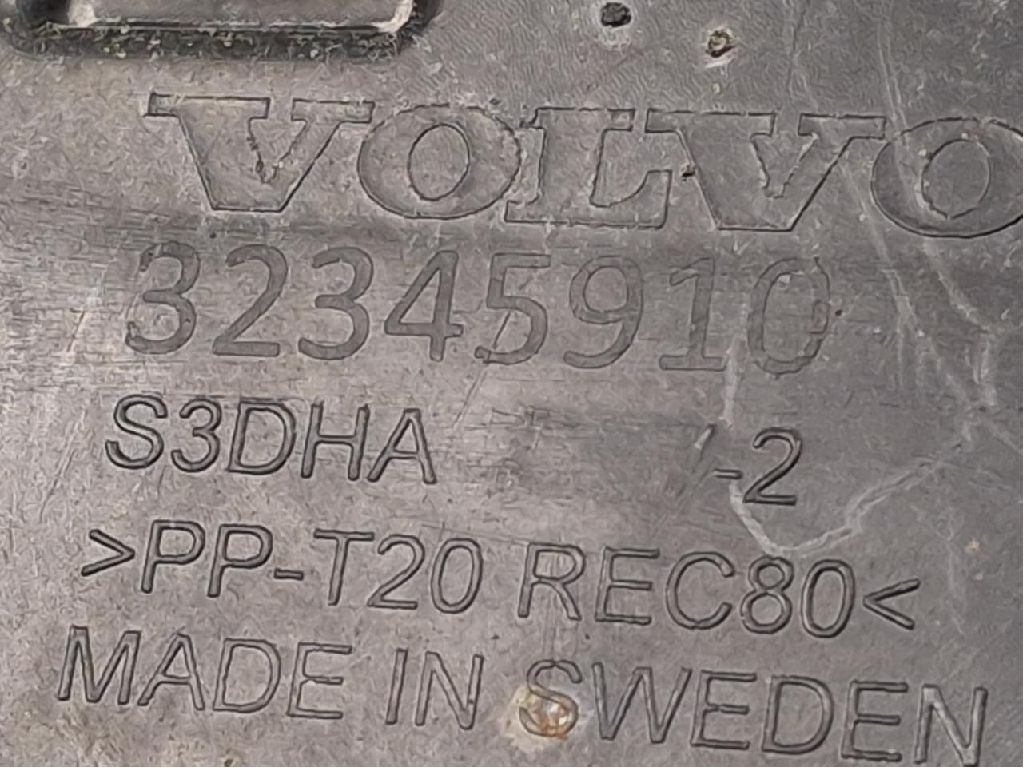 VOLVO
32345910
S3DHA -2
>PP-T20 REC80<
MADE IN SWEDEN